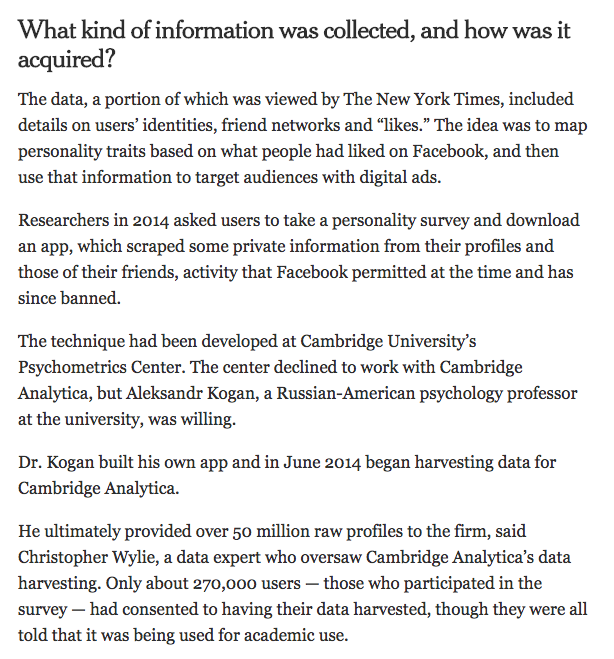 What kind of information was collected, and how was it
acquired?
The data, a portion of which was viewed by The New York Times, included
details on users’ identities, friend networks and “likes.” The idea was to map
personality traits based on what people had liked on Facebook, and then
use that information to target audiences with digital ads.
Researchers in 2014 asked users to take a personality survey and download
an app, which scraped some private information from their profiles and
those of their friends, activity that Facebook permitted at the time and has
since banned.
The technique had been developed at Cambridge University’s
Psychometrics Center. The center declined to work with Cambridge
Analytica, but Aleksandr Kogan, a Russian-American psychology professor
at the university, was willing.
Dr. Kogan built his own app and in June 2014 began harvesting data for
Cambridge Analytica.
He ultimately provided over 50 million raw profiles to the firm, said
Christopher Wylie, a data expert who oversaw Cambridge Analytica’s data
harvesting. Only about 270,000 users — those who participated in the
survey — had consented to having their data harvested, though they were all
told that it was being used for academic use.